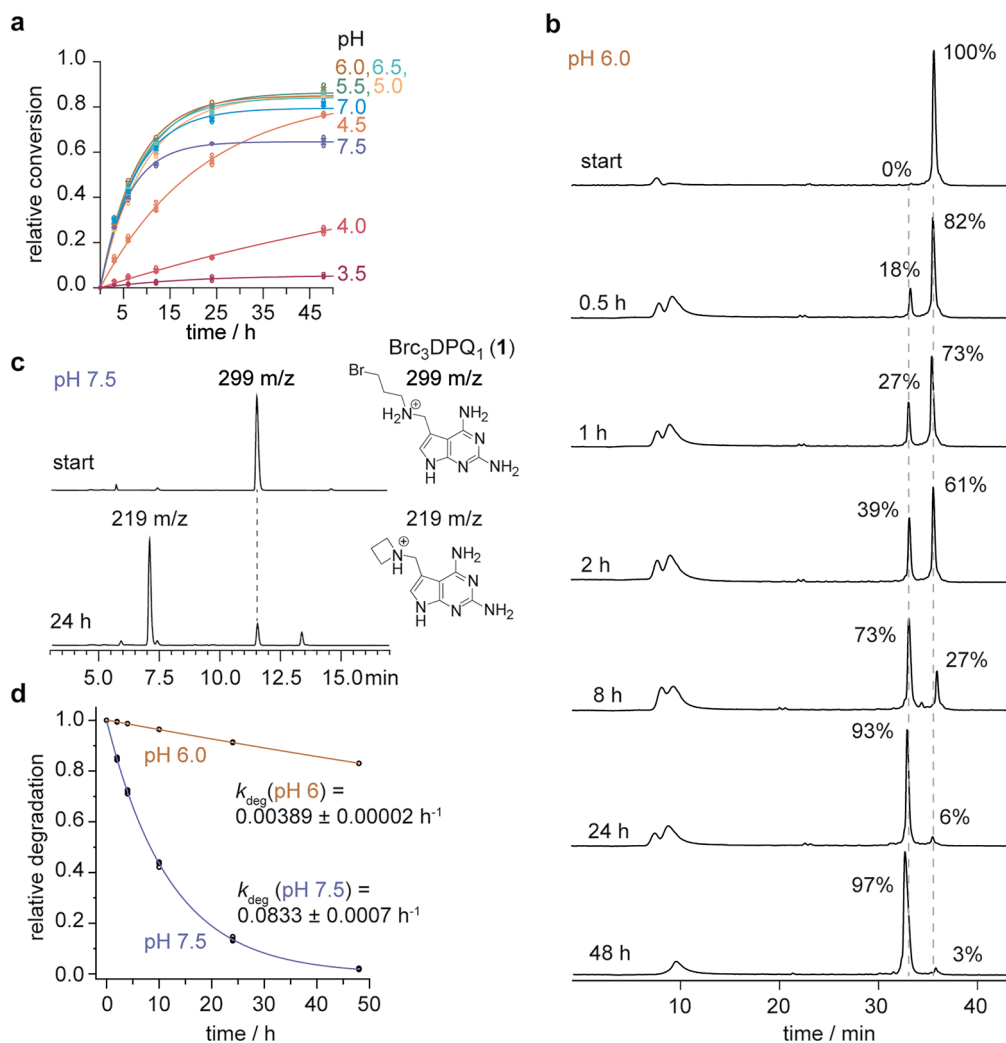 a
pH
1.0
0.8
0.6
0.4
0.2
0.0
relative conversion
6.0, 6.5,
5.5, 5.0
7.0
4.5
7.5
4.0
3.5
5 15 25 35 45
time / h
b
pH 6.0
100%
start
0%
82%
18%
0.5 h
73%
27%
1 h
61%
39%
2 h
73%
27%
8 h
93%
6%
24 h
97%
3%
48 h
10 20 30 40
time / min
c
pH 7.5
Brc₃DPQ₁ (1)
299 m/z
299 m/z
start
Br
H₂N
⊕
NH₂
N
N
NH₂
N
H
219 m/z
219 m/z
24 h
N
H
⊕
NH₂
N
N
NH₂
N
H
5.0 7.5 10.0 12.5 15.0 min
d
1.0
0.8
0.6
0.4
0.2
0.0
relative degradation
pH 6.0
k_deg(pH 6) =
0.00389 ± 0.00002 h⁻¹
k_deg (pH 7.5) =
0.0833 ± 0.0007 h⁻¹
pH 7.5
0 10 20 30 40 50
time / h